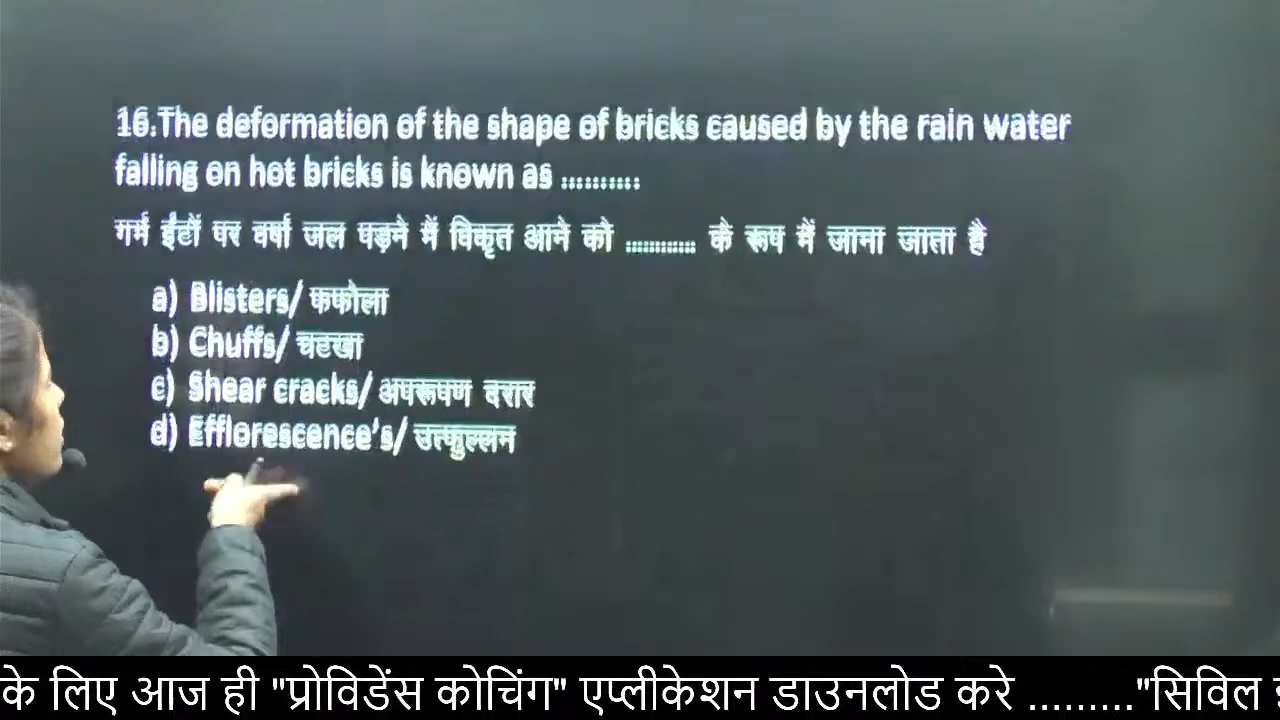 16.The deformation of the shape of bricks caused by the rain water
falling on hot bricks is known as ..........
गर्म ईंटों पर वर्षा जल पड़ने में विकृत आने को ............ के रूप में जाना जाता है
a) Blisters/ फफोला
b) Chuffs/ चटखा
c) Shear cracks/ अपरूपण दरार
d) Efflorescence's/ उत्फुल्लन
के लिए आज ही "प्रोविडेंस कोचिंग" एप्लीकेशन डाउनलोड करे ........."सिविल